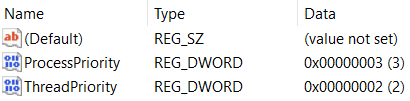 Name Type Data
(Default) REG_SZ (value not set)
ProcessPriority REG_DWORD 0x00000003 (3)
ThreadPriority REG_DWORD 0x00000002 (2)